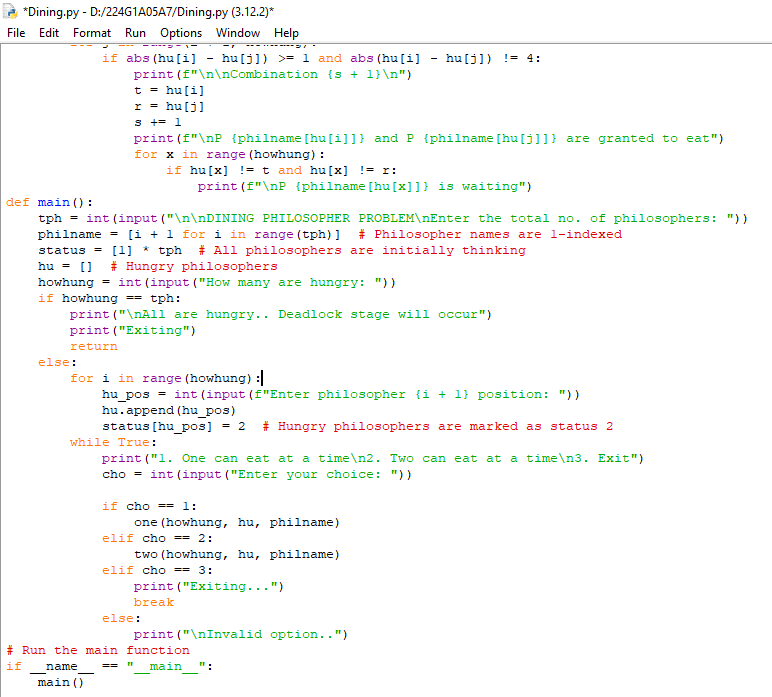 *Dining.py - D:/224G1A05A7/Dining.py (3.12.2)*
File Edit Format Run Options Window Help
            if abs(hu[i] - hu[j]) >= 1 and abs(hu[i] - hu[j]) != 4:
                print(f"\n\nCombination {s + 1}\n")
                t = hu[i]
                r = hu[j]
                s += 1
                print(f"\nP {philname[hu[i]]} and P {philname[hu[j]]} are granted to eat")
                for x in range(howhung):
                    if hu[x] != t and hu[x] != r:
                        print(f"\nP {philname[hu[x]]} is waiting")
def main():
    tph = int(input("\n\nDINING PHILOSOPHER PROBLEM\nEnter the total no. of philosophers: "))
    philname = [i + 1 for i in range(tph)]  # Philosopher names are 1-indexed
    status = [1] * tph  # All philosophers are initially thinking
    hu = []  # Hungry philosophers
    howhung = int(input("How many are hungry: "))
    if howhung == tph:
        print("\nAll are hungry.. Deadlock stage will occur")
        print("Exiting")
        return
    else:
        for i in range(howhung):
            hu_pos = int(input(f"Enter philosopher {i + 1} position: "))
            hu.append(hu_pos)
            status[hu_pos] = 2  # Hungry philosophers are marked as status 2
        while True:
            print("1. One can eat at a time\n2. Two can eat at a time\n3. Exit")
            cho = int(input("Enter your choice: "))

            if cho == 1:
                one(howhung, hu, philname)
            elif cho == 2:
                two(howhung, hu, philname)
            elif cho == 3:
                print("Exiting...")
                break
            else:
                print("\nInvalid option..")
# Run the main function
if __name__ == "__main__":
    main()